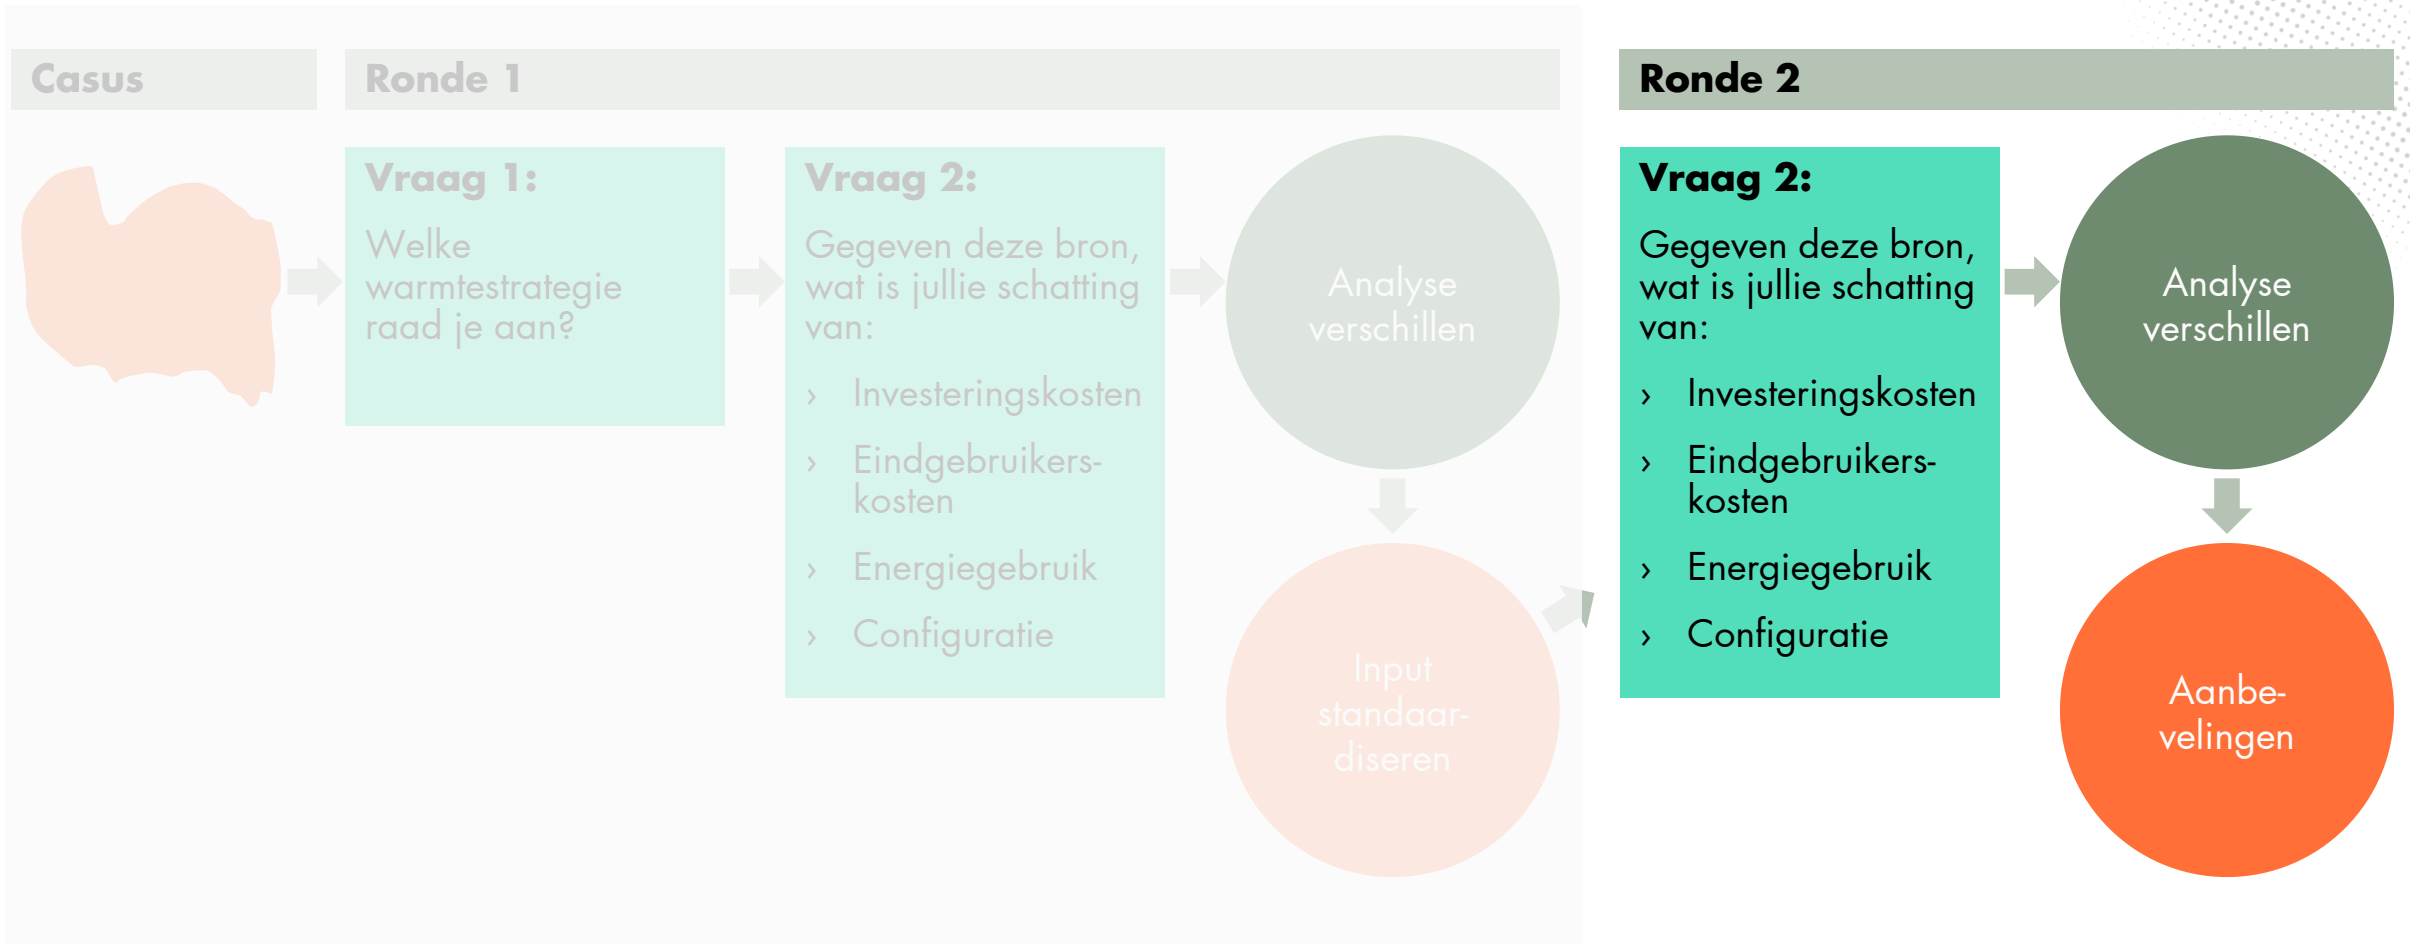 Casus
Ronde 1
Ronde 2
Vraag 1:
Welke
warmtestrategie
raad je aan?
Vraag 2:
Gegeven deze bron,
wat is jullie schatting
van:
› Investeringskosten
› Eindgebruikers-
kosten
› Energiegebruik
› Configuratie
Analyse
verschillen
Input
standaar-
diseren
Vraag 2:
Gegeven deze bron,
wat is jullie schatting
van:
› Investeringskosten
› Eindgebruikers-
kosten
› Energiegebruik
› Configuratie
Analyse
verschillen
Aanbe-
velingen